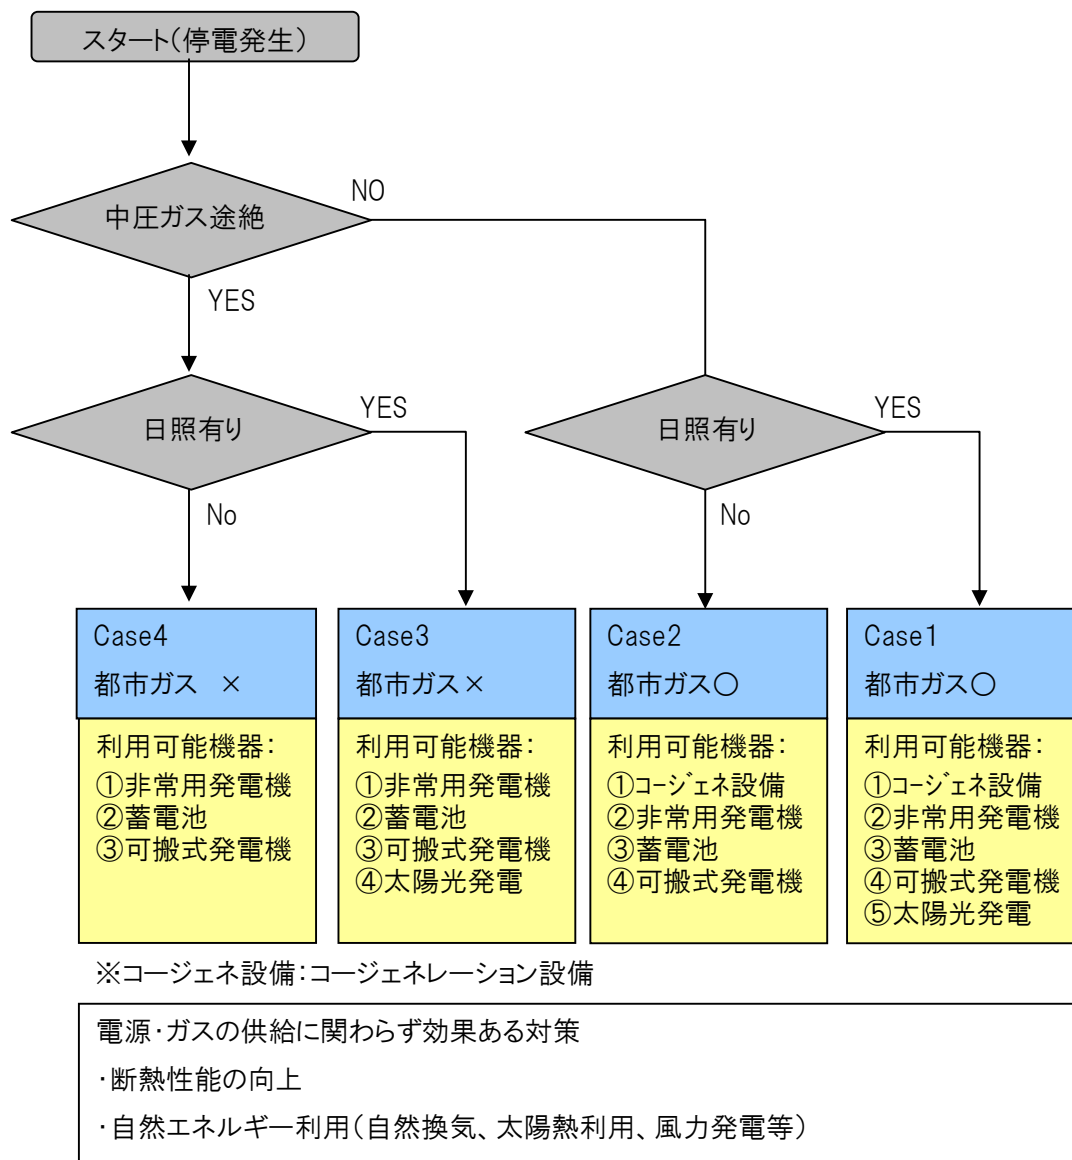 スタート(停電発生)
中圧ガス途絶
NO
YES
日照有り
YES
日照有り
YES
No
No
Case4
都市ガス ×
利用可能機器:
①非常用発電機
②蓄電池
③可搬式発電機
Case3
都市ガス×
利用可能機器:
①非常用発電機
②蓄電池
③可搬式発電機
④太陽光発電
Case2
都市ガス○
利用可能機器:
①コージェネ設備
②非常用発電機
③蓄電池
④可搬式発電機
Case1
都市ガス○
利用可能機器:
①コージェネ設備
②非常用発電機
③蓄電池
④可搬式発電機
⑤太陽光発電
※コージェネ設備:コージェネレーション設備
電源・ガスの供給に関わらず効果ある対策
・断熱性能の向上
・自然エネルギー利用(自然換気、太陽熱利用、風力発電等)